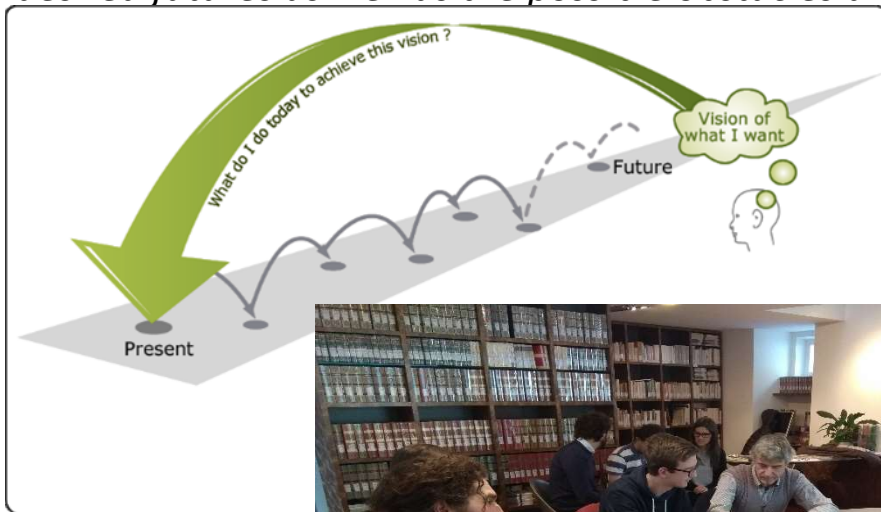 What do I do today to achieve this vision ?
Vision of
what I want
Future
Present